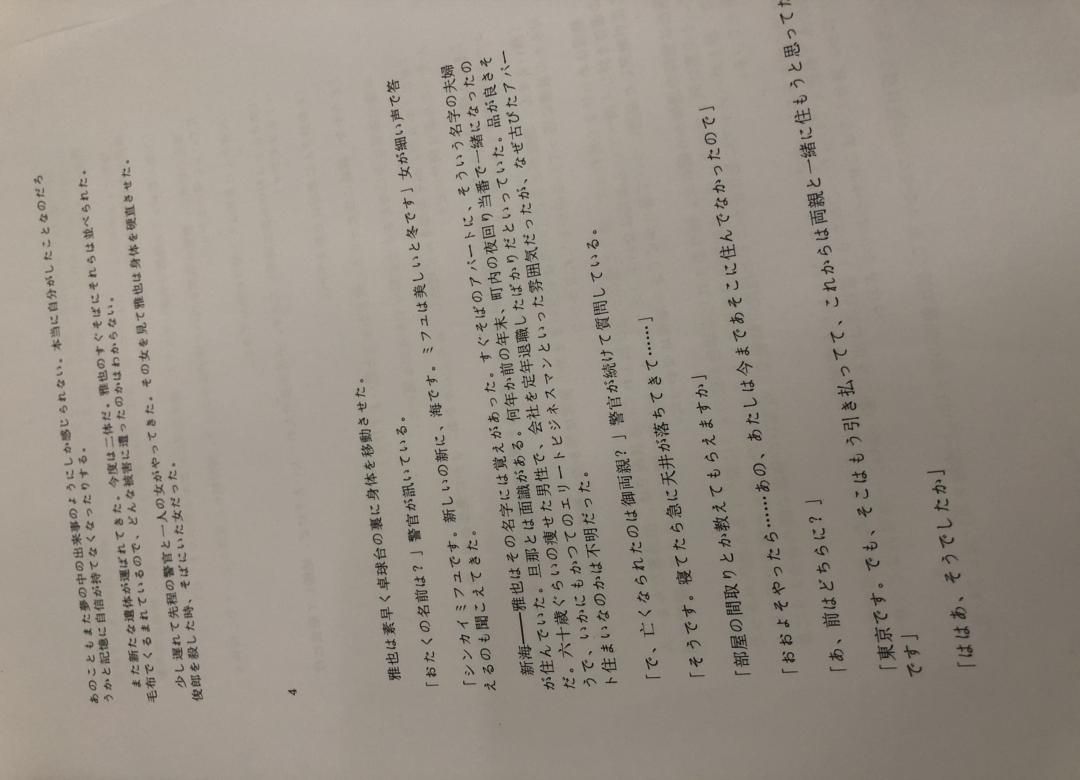 あのこともまた夢の中の出来事のようにしか感じられない。本当に自分がしたことなのだろ
うかと記憶に自信が持てなくなったりする。
また新たな遺体が運ばれてきた。今度は二体だ。雅也のすぐそばにそれらは並べられた。
毛布でくるまれているので、どんな被害に遭ったのかはわからない。
少し遅れて先程の警官と一人の女がやってきた。その女を見て雅也は身体を硬直させた。
俊郎を殺した時、そばにいた女だった。
4
雅也は素早く卓球台の裏に身体を移動させた。
「おたくの名前は?」警官が訊いている。
「シンカイミフユです。新しいの新に、海です。ミフユは美しいと冬です」女が細い声で答
えるのも聞こえてきた。
新海――雅也はその名字には覚えがあった。すぐそばのアパートに、そういう名字の夫婦
が住んでいた。旦那とは面識がある。何年か前の年末、町内の夜回り当番で一緒になったの
だ。六十歳ぐらいの痩せた男性で、会社を定年退職したばかりだといっていた。品が良さそ
うで、いかにもかつてのエリートビジネスマンといった雰囲気だったが、なぜ古びたアパー
ト住まいなのかは不明だった。
「で、亡くなられたのは御両親?」警官が続けて質問している。
「そうです。寝てたら急に天井が落ちてきて……」
「部屋の間取りとか教えてもらえますか」
「おおよそやったら……あの、あたしは今まであそこに住んでなかったので」
「あ、前はどちらに?」
「東京です。でも、そこはもう引き払ってて、これからは両親と一緒に住もうと思ってた
です」
「ははあ、そうでしたか」